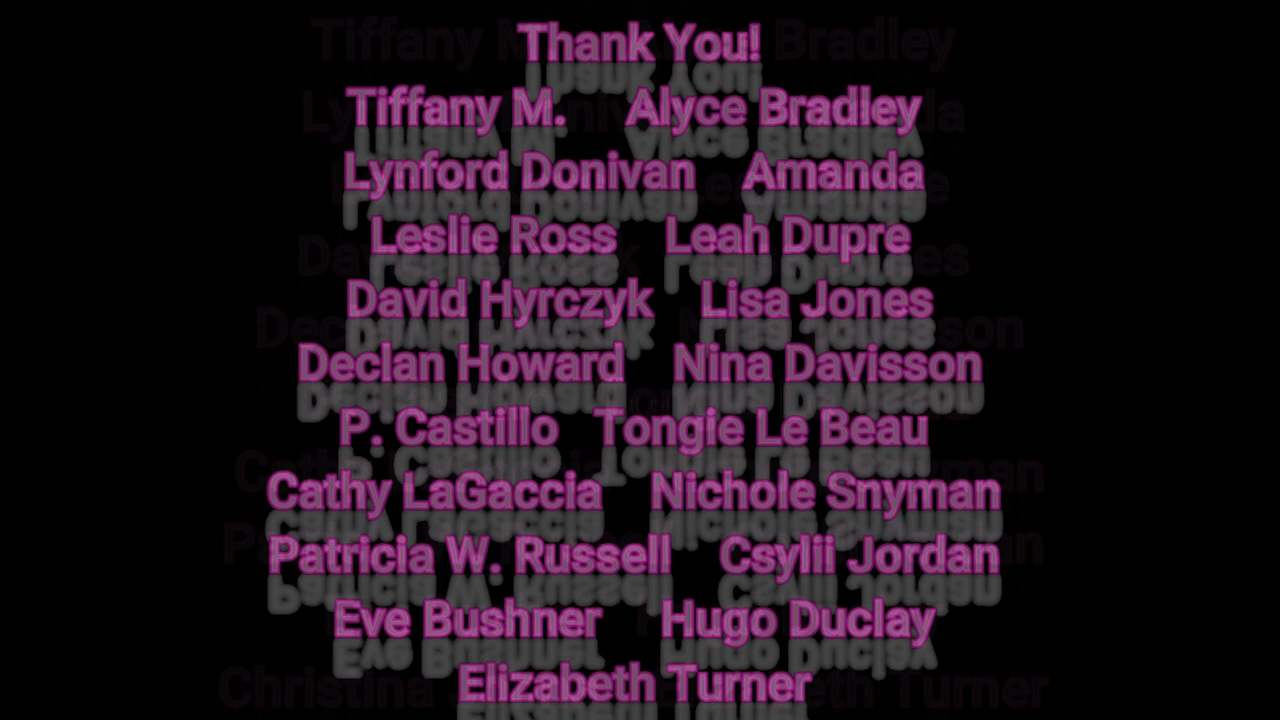 Thank You!
Tiffany M. Alyce Bradley
Lynford Donivan Amanda
Leslie Ross Leah Dupre
David Hyrczyk Lisa Jones
Declan Howard Nina Davisson
P. Castillo Tongie Le Beau
Cathy LaGaccia Nichole Snyman
Patricia W. Russell Csylii Jordan
Eve Bushner Hugo Duclay
Elizabeth Turner